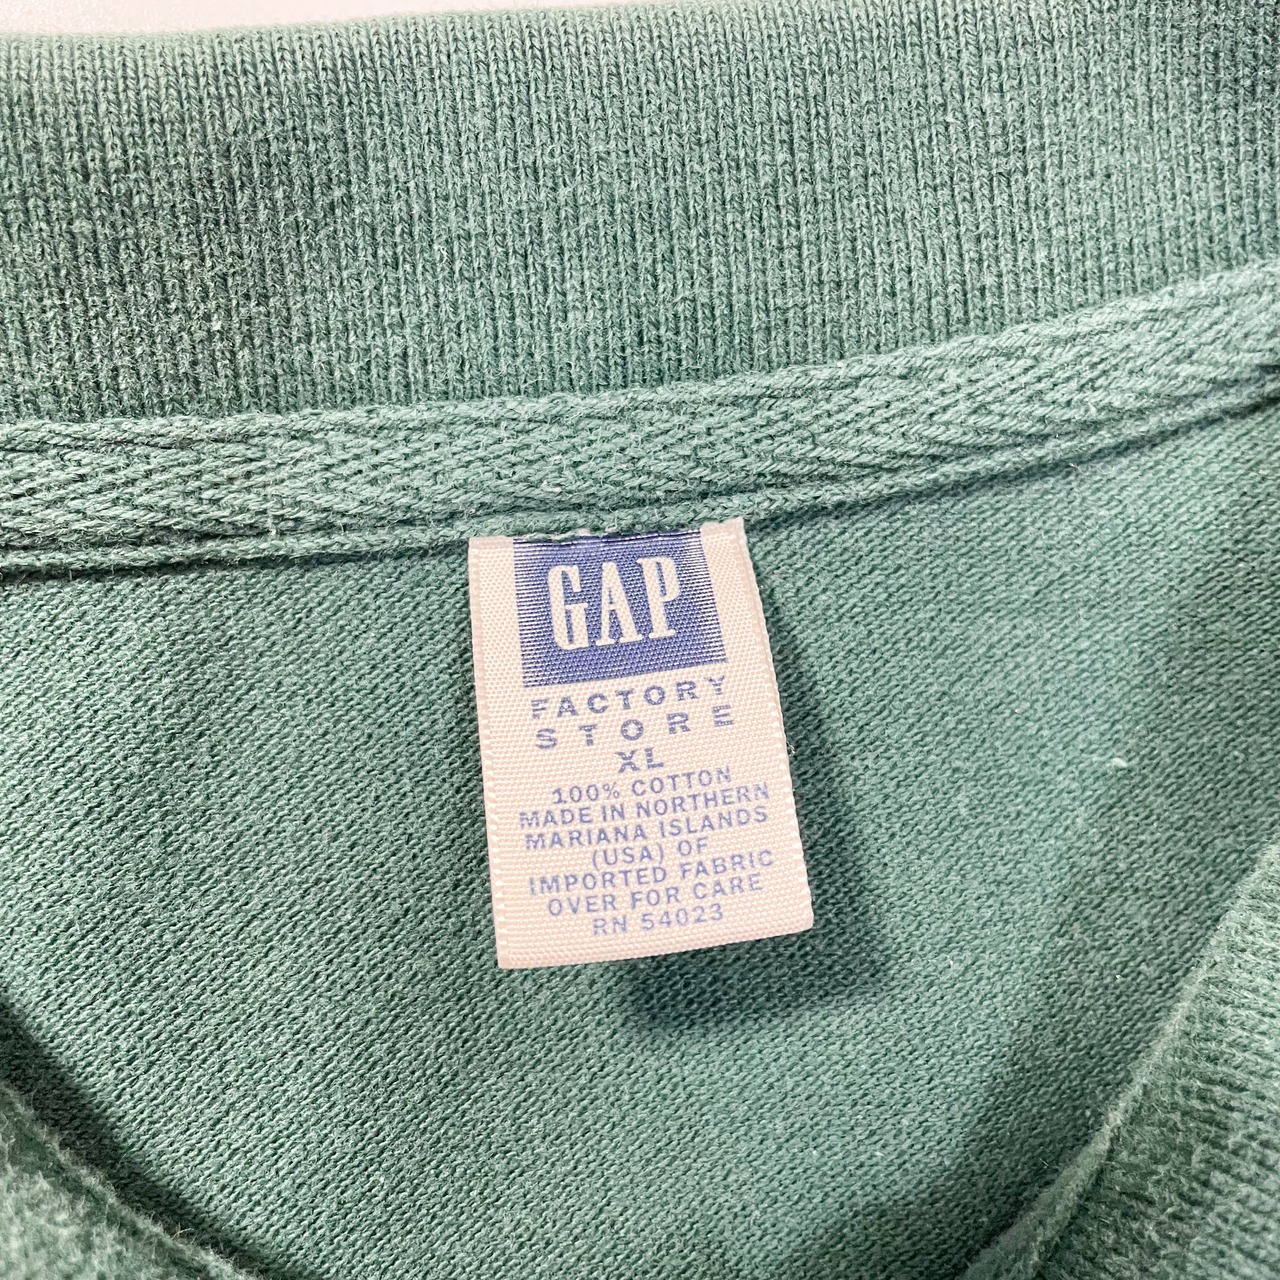 GAP
FACTORY
STORE
XL
100% COTTON
MADE IN NORTHERN
MARIANA ISLANDS
(USA) OF
IMPORTED FABRIC
OVER FOR CARE
RN 54023